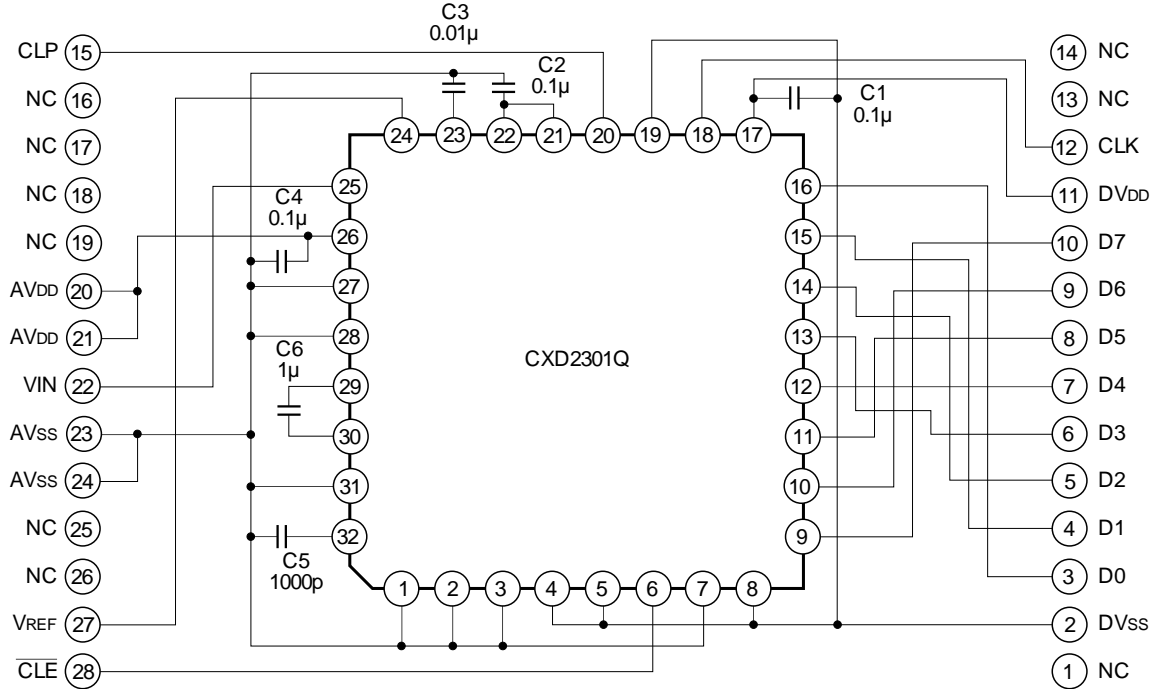 C3
0.01µ
CLP 15
NC 16
NC 17
NC 18
NC 19
AVDD 20
AVDD 21
VIN 22
AVSS 23
AVSS 24
NC 25
NC 26
VREF 27
CLE 28
C2
0.1µ
C1
0.1µ
C4
0.1µ
C6
1µ
C5
1000p
24 23 22 21 20 19 18 17
25
26
27
28
29
30
31
32
CXD2301Q
16
15
14
13
12
11
10
9
1 2 3 4 5 6 7 8
14 NC
13 NC
12 CLK
11 DVDD
10 D7
9 D6
8 D5
7 D4
6 D3
5 D2
4 D1
3 D0
2 DVSS
1 NC